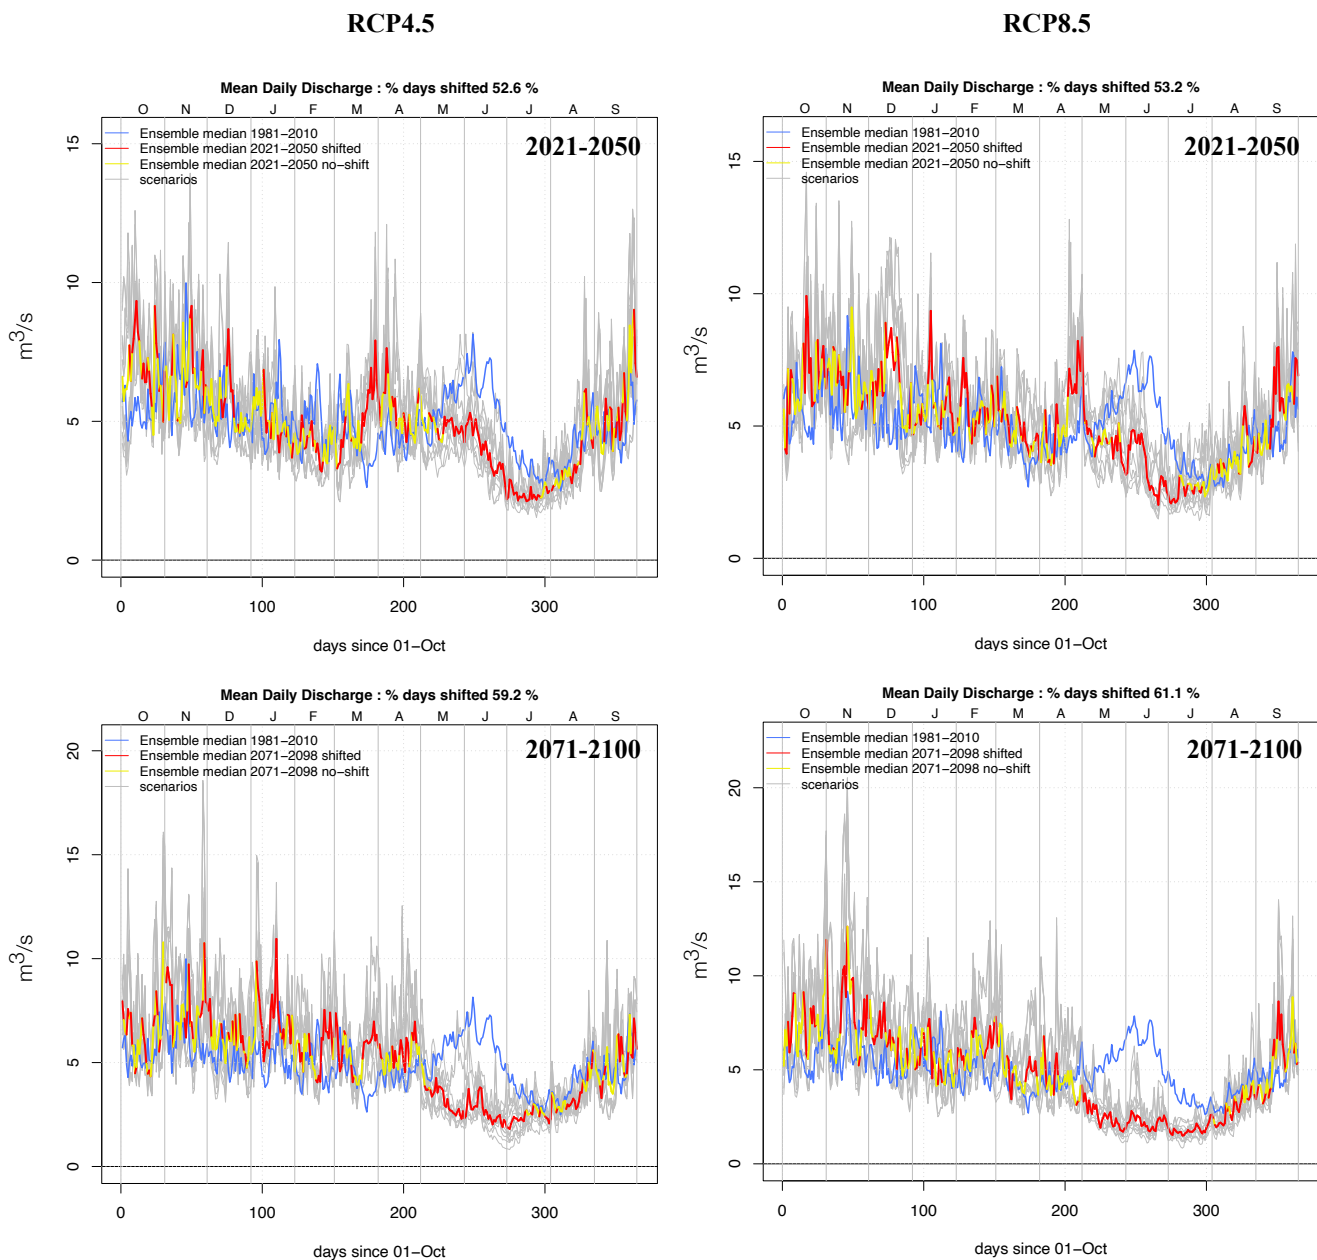 RCP4.5
RCP8.5
Mean Daily Discharge : % days shifted 52.6 %
O N D J F M A M J J A S
Ensemble median 1981−2010
Ensemble median 2021−2050 shifted
Ensemble median 2021−2050 no−shift
scenarios
2021-2050
15
10
5
0
m³/s
0 100 200 300
days since 01−Oct
Mean Daily Discharge : % days shifted 53.2 %
O N D J F M A M J J A S
Ensemble median 1981−2010
Ensemble median 2021−2050 shifted
Ensemble median 2021−2050 no−shift
scenarios
2021-2050
15
10
5
0
m³/s
0 100 200 300
days since 01−Oct
Mean Daily Discharge : % days shifted 59.2 %
O N D J F M A M J J A S
Ensemble median 1981−2010
Ensemble median 2071−2098 shifted
Ensemble median 2071−2098 no−shift
scenarios
2071-2100
20
15
10
5
0
m³/s
0 100 200 300
days since 01−Oct
Mean Daily Discharge : % days shifted 61.1 %
O N D J F M A M J J A S
Ensemble median 1981−2010
Ensemble median 2071−2098 shifted
Ensemble median 2071−2098 no−shift
scenarios
2071-2100
20
15
10
5
0
m³/s
0 100 200 300
days since 01−Oct